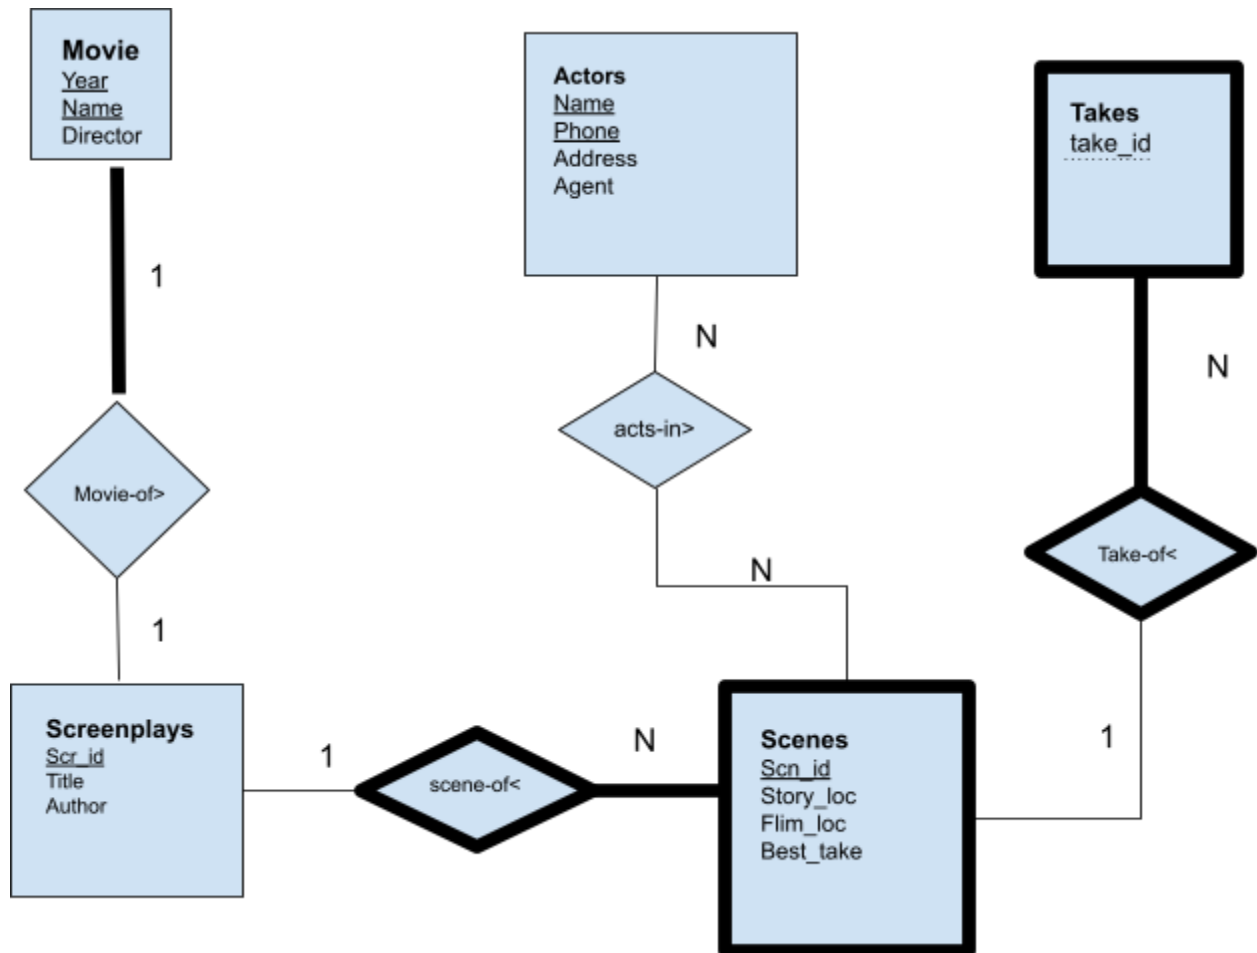 Movie
Year
Name
Director
Actors
Name
Phone
Address
Agent
Takes
take_id
1
N
N
acts-in>
Movie-of>
Take-of<
N
1
Screenplays
Scr_id
Title
Author
1
scene-of<
N
Scenes
Scn_id
Story_loc
Flim_loc
Best_take
1